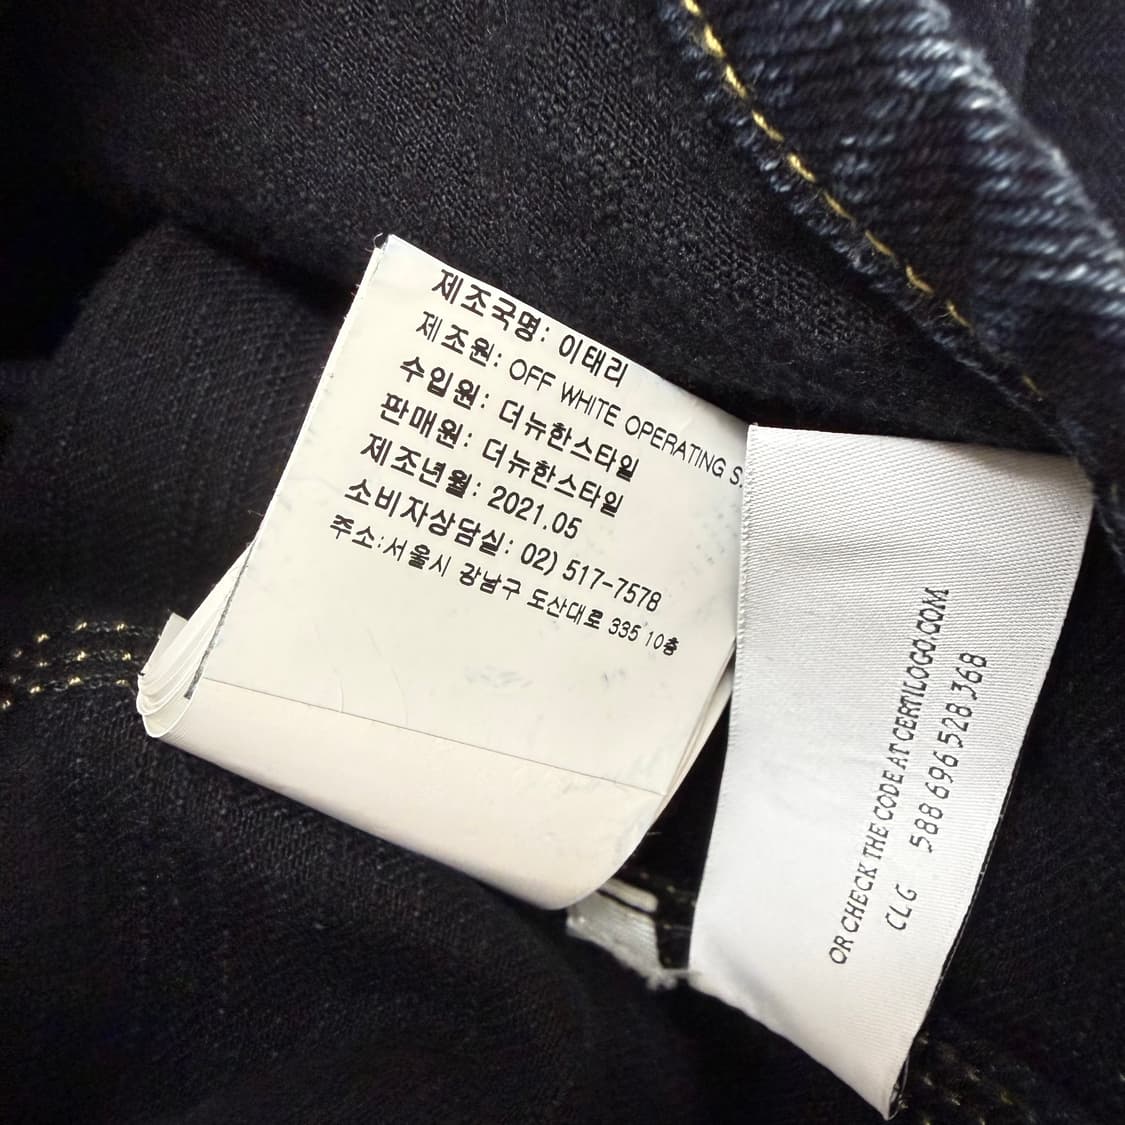 제조국명: 이태리
제조원: OFF WHITE OPERATING S.
수입원: 더뉴한스타일
판매원: 더뉴한스타일
제조년월: 2021.05
소비자상담실: 02) 517-7578
주소:서울시 강남구 도산대로 335 10층
OR CHECK THE CODE AT CERTILOGO.COM
CLG 588 696 528 368